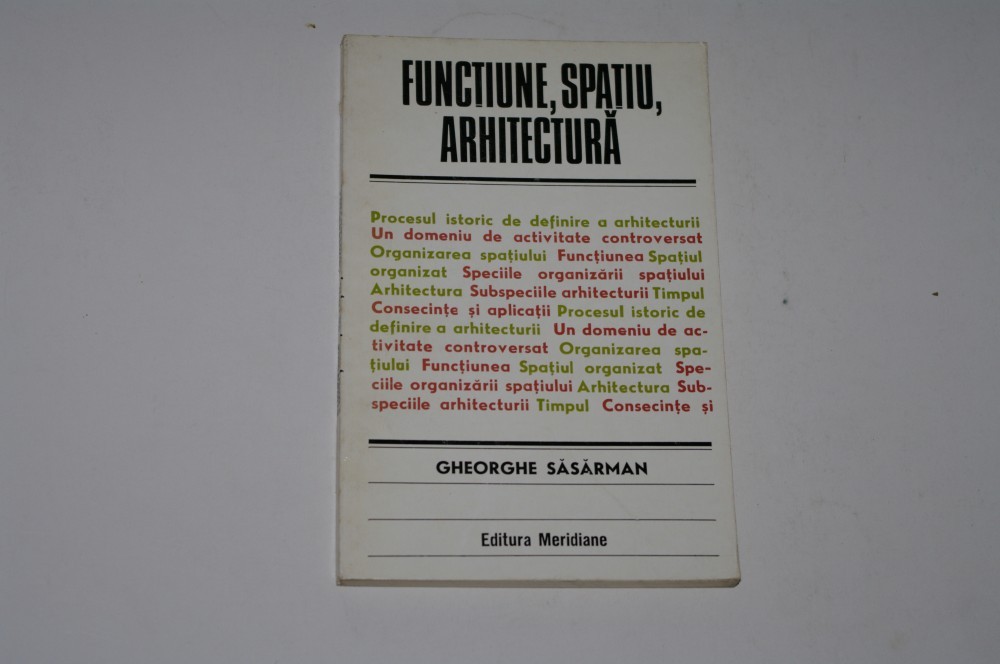 FUNCȚIUNE, SPAȚIU,
ARHITECTURĂ
Procesul istoric de definire a arhitecturii
Un domeniu de activitate controversat
Organizarea spațiului Funcțiunea Spațiul
organizat Speciile organizării spațiului
Arhitectura Subspeciile arhitecturii Timpul
Consecințe și aplicații Procesul istoric de
definire a arhitecturii Un domeniu de ac-
tivitate controversat Organizarea spa-
țiului Funcțiunea Spațiul organizat Spe-
ciile organizării spațiului Arhitectura Sub-
speciile arhitecturii Timpul Consecințe și
GHEORGHE SĂSĂRMAN
Editura Meridiane